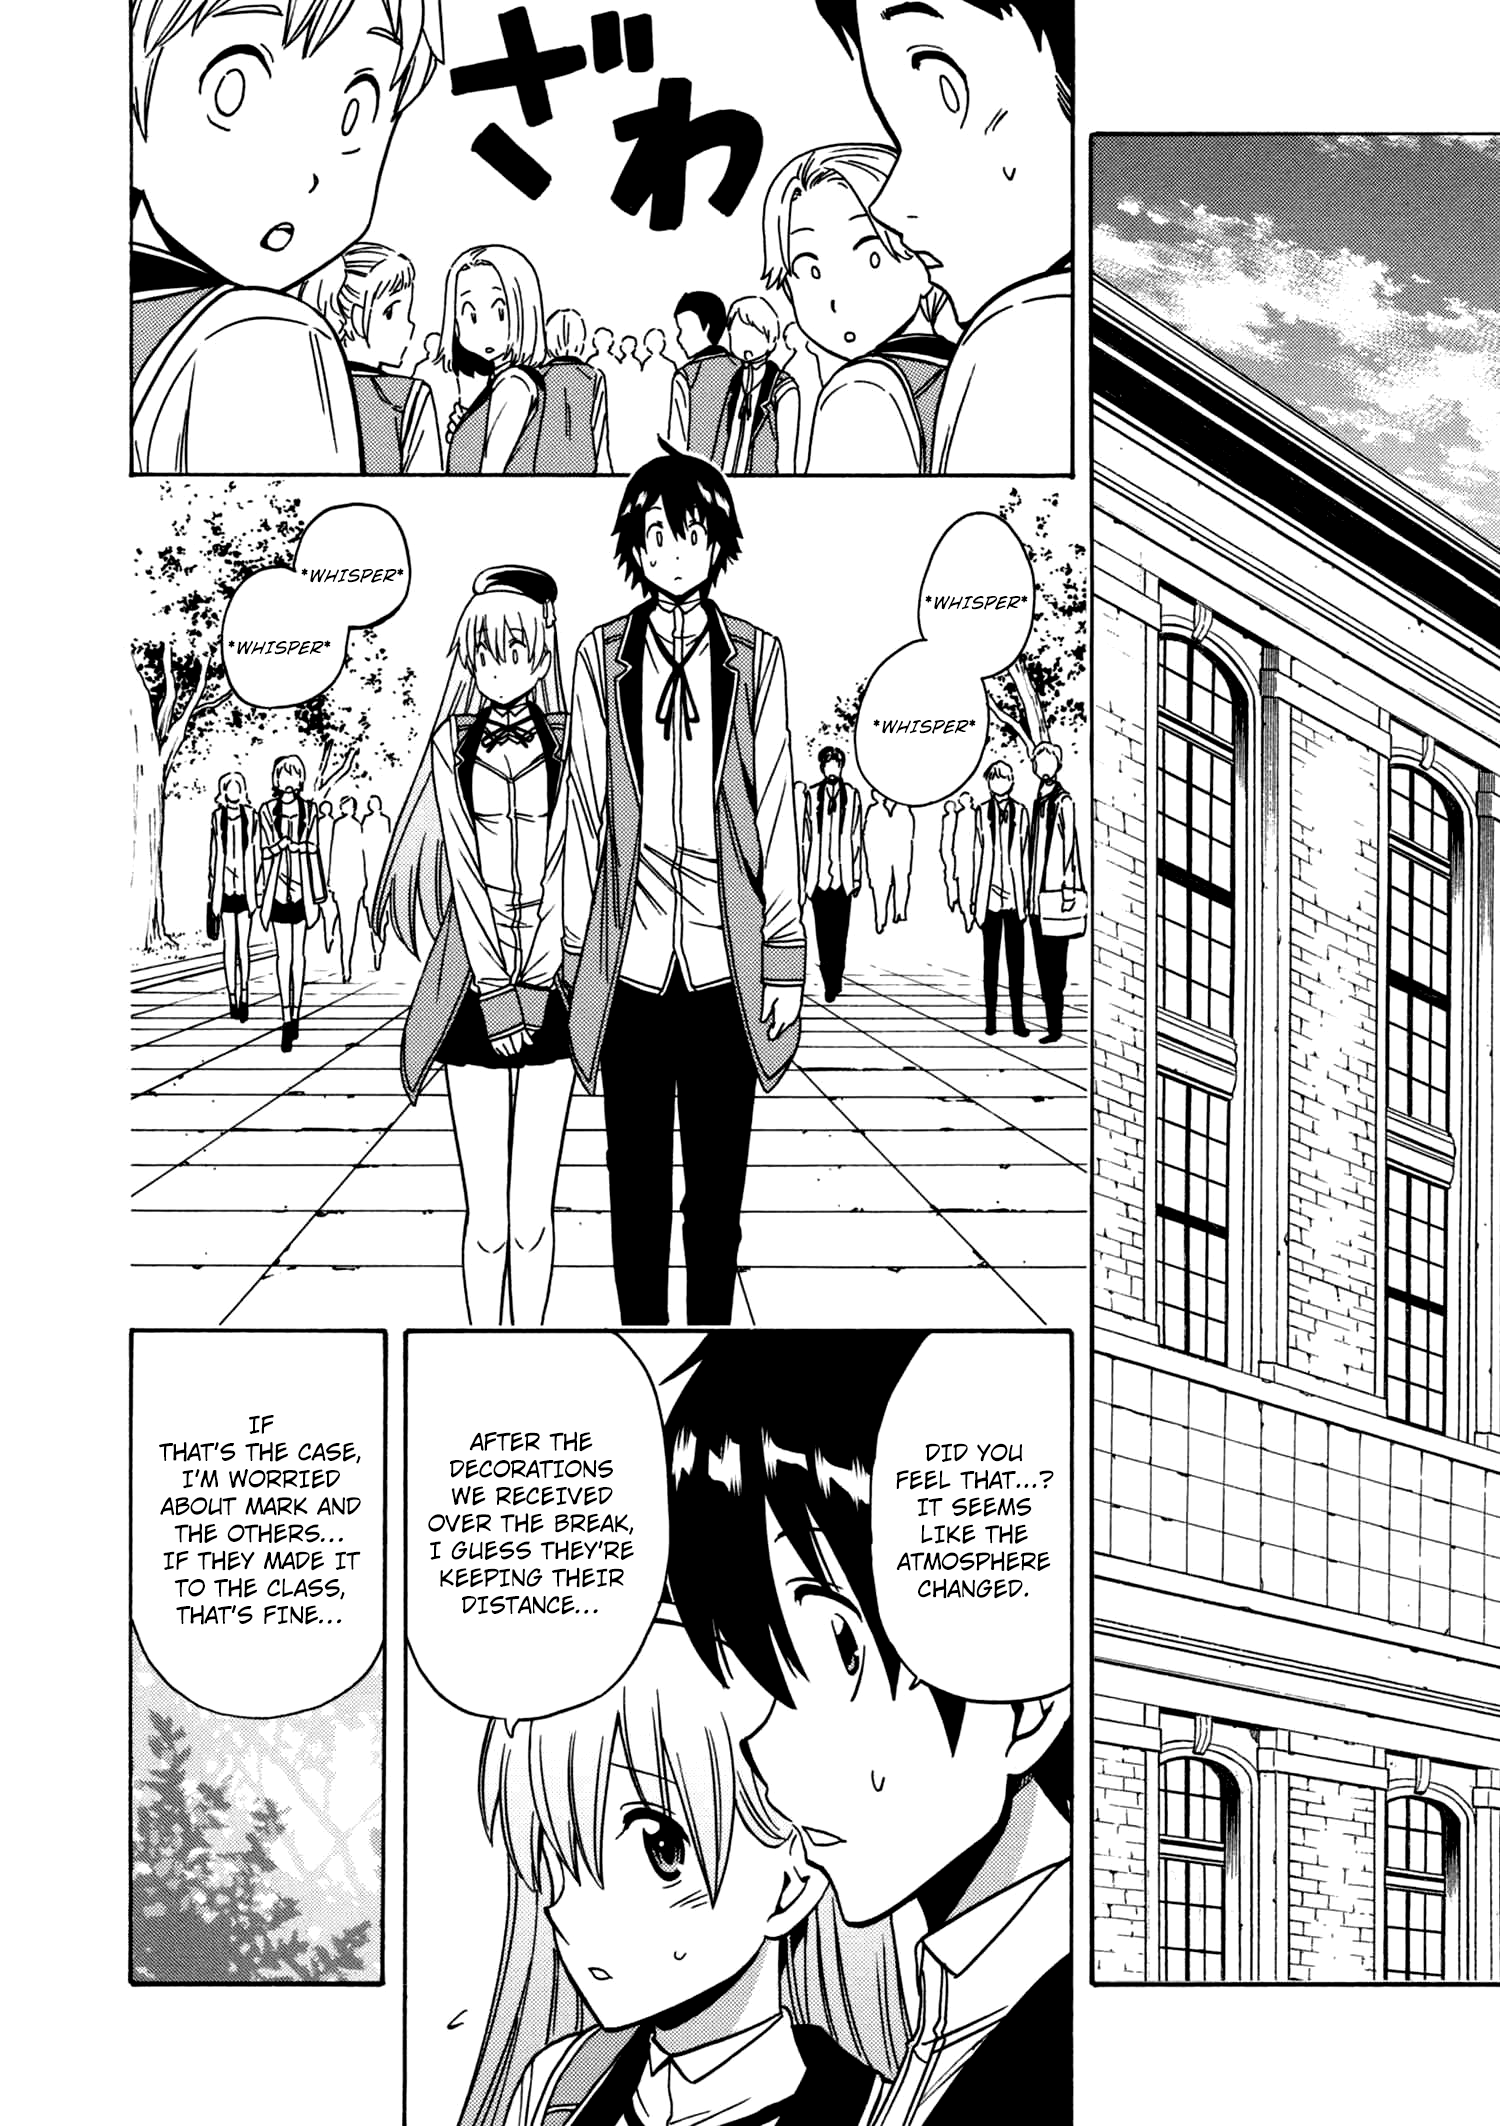 ざわ
*WHISPER*
*WHISPER*
*WHISPER*
*WHISPER*
DID YOU
FEEL THAT...?
IT SEEMS
LIKE THE
ATMOSPHERE
CHANGED.
AFTER THE
DECORATIONS
WE RECEIVED
OVER THE BREAK,
I GUESS THEY'RE
KEEPING THEIR
DISTANCE...
IF
THAT'S THE CASE,
I'M WORRIED
ABOUT MARK AND
THE OTHERS...
IF THEY MADE IT
TO THE CLASS,
THAT'S FINE...